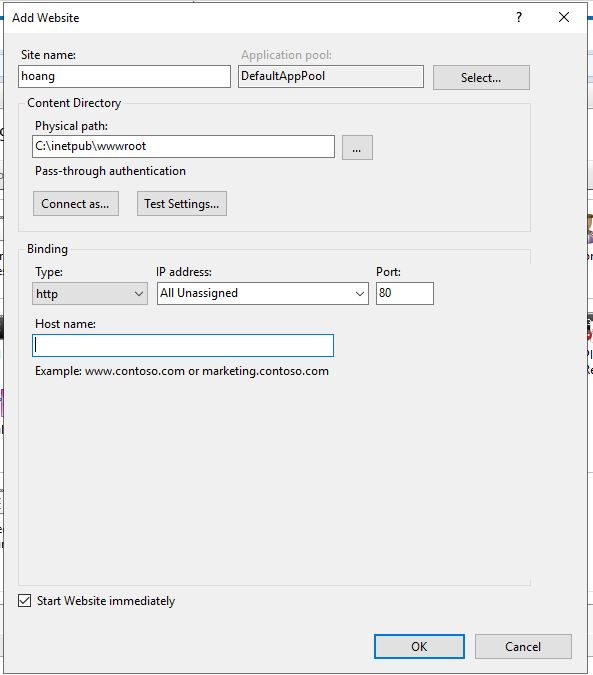 Add Website ?
Site name: Application pool:
hoang DefaultAppPool Select...
Content Directory
Physical path:
C:\inetpub\wwwroot ...
Pass-through authentication
Connect as... Test Settings...
Binding
Type: IP address: Port:
http All Unassigned 80
Host name:
Example: www.contoso.com or marketing.contoso.com
Start Website immediately
OK Cancel